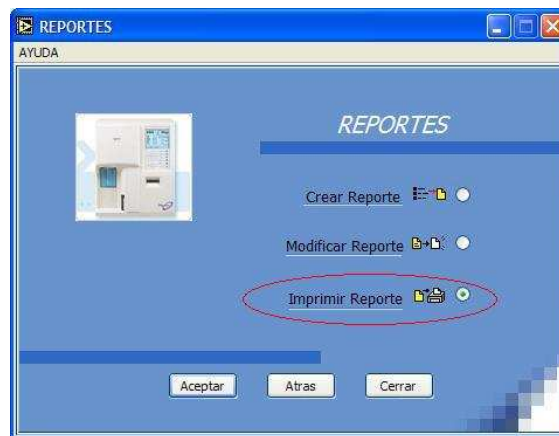 REPORTES
AYUDA
REPORTES
Crear Reporte
Modificar Reporte
Imprimir Reporte
Aceptar Atras Cerrar